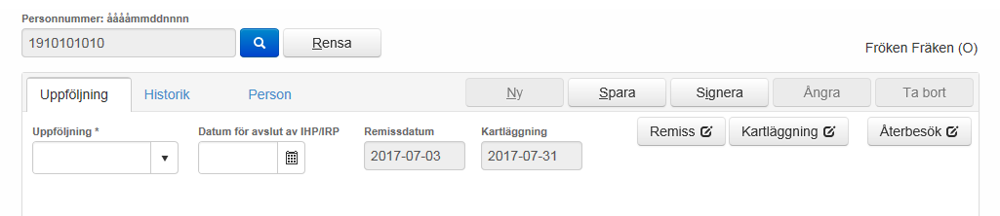 Personnummer: ååååmmddnnnn
1910101010 Rensa
Fröken Fräken (O)
Uppföljning Historik Person Ny Spara Signera Ångra Ta bort
Uppföljning * Datum för avslut av IHP/IRP Remissdatum Kartläggning Remiss Kartläggning Återbesök
2017-07-03 2017-07-31